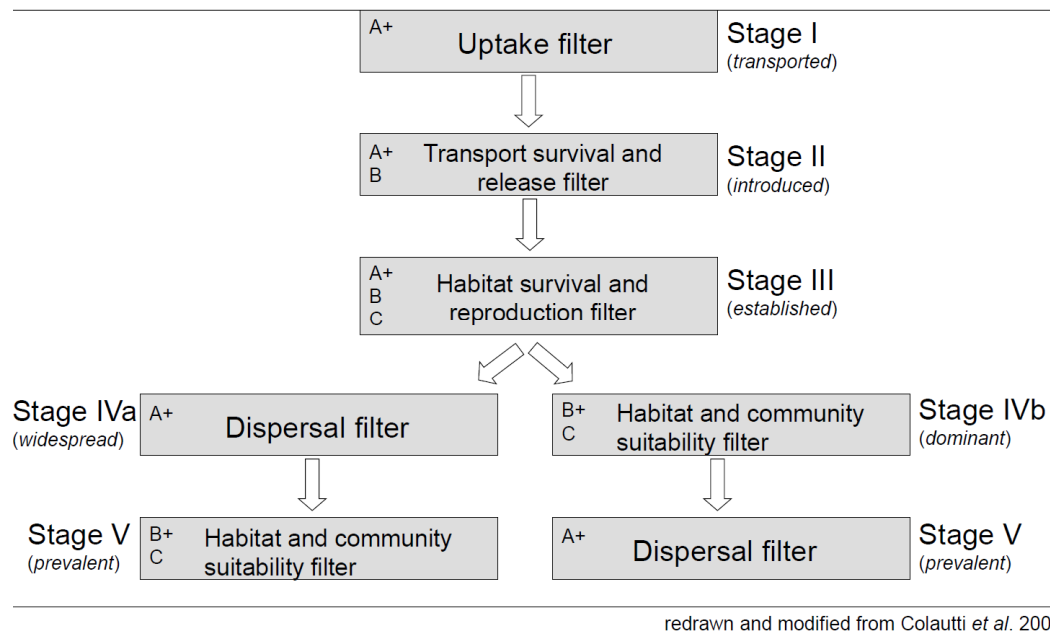 A+
Uptake filter
Stage I
(transported)
A+
B
Transport survival and
release filter
Stage II
(introduced)
A+
B
C
Habitat survival and
reproduction filter
Stage III
(established)
Stage IVa
(widespread)
A+
Dispersal filter
B+
C
Habitat and community
suitability filter
Stage IVb
(dominant)
Stage V
(prevalent)
B+
C
Habitat and community
suitability filter
A+
Dispersal filter
Stage V
(prevalent)
redrawn and modified from Colautti et al. 200